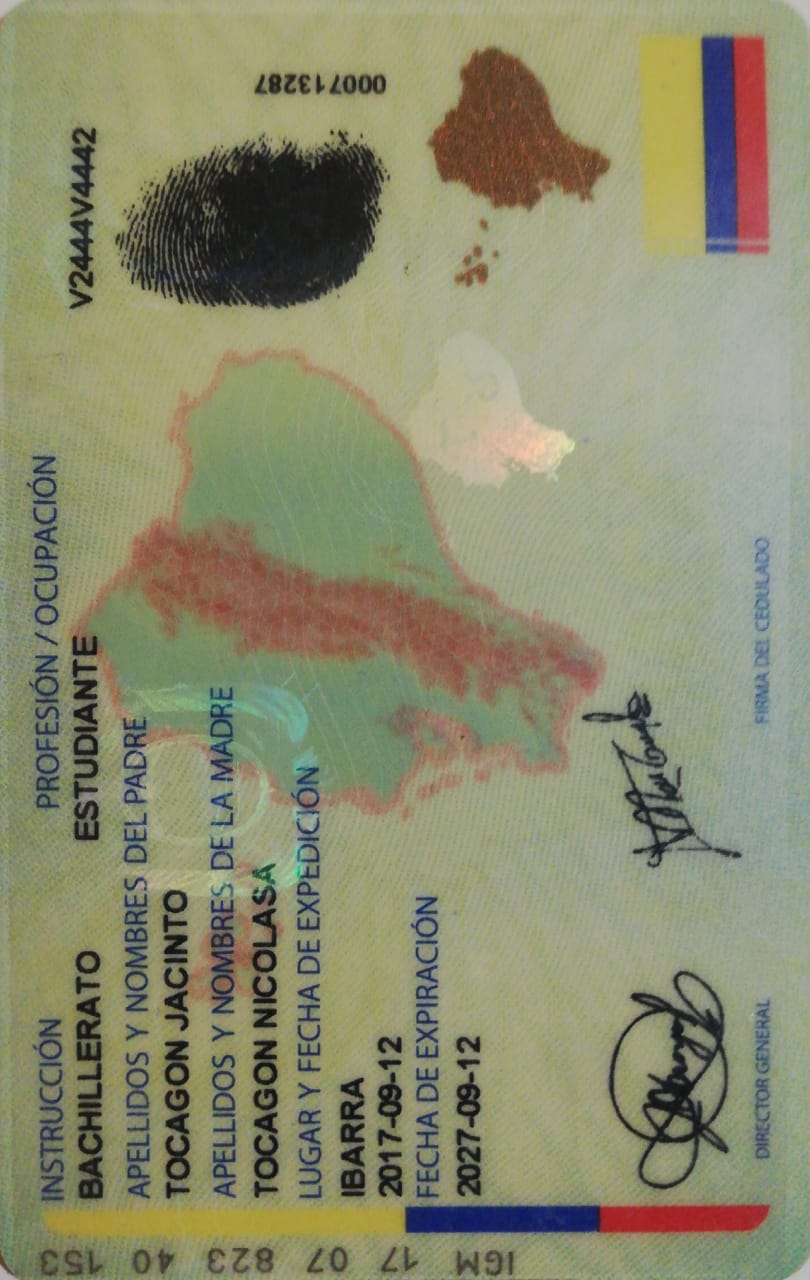 INSTRUCCIÓN PROFESIÓN / OCUPACIÓN V2444V4442
BACHILLERATO ESTUDIANTE
APELLIDOS Y NOMBRES DEL PADRE
TOCAGON JACINTO
APELLIDOS Y NOMBRES DE LA MADRE
TOCAGON NICOLASA
LUGAR Y FECHA DE EXPEDICIÓN
IBARRA
2017-09-12
FECHA DE EXPIRACIÓN
2027-09-12
000713287
DIRECTOR GENERAL FIRMA DEL CEDULADO
IGM 17 07 823 40 153